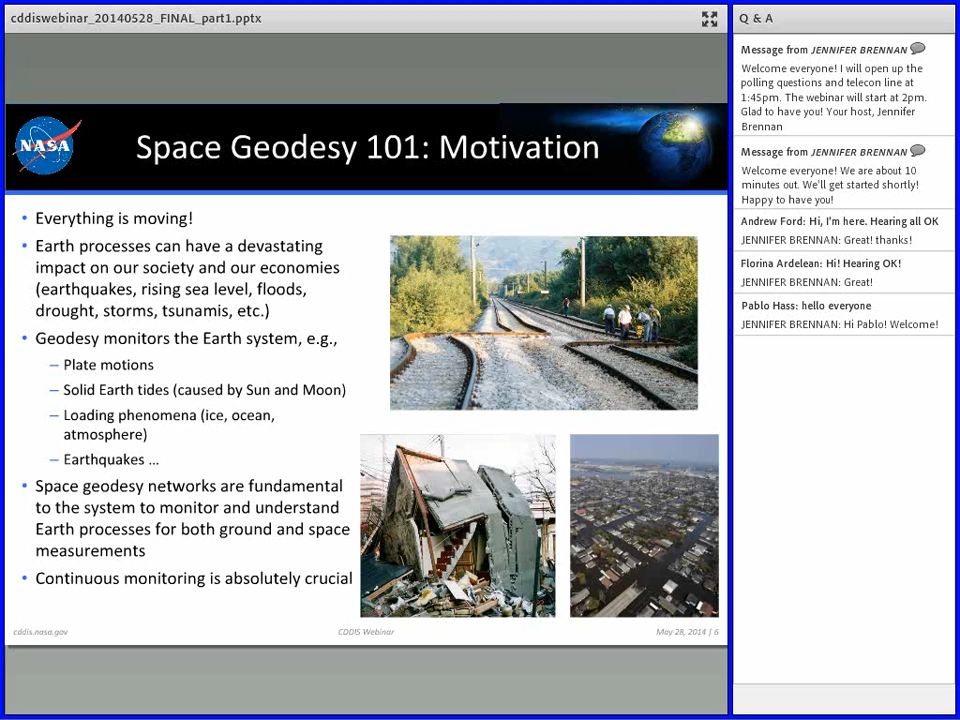 cddiswebinar_20140528_FINAL_part1.pptx
NASA
Space Geodesy 101: Motivation
• Everything is moving!
• Earth processes can have a devastating
impact on our society and our economies
(earthquakes, rising sea level, floods,
drought, storms, tsunamis, etc.)
• Geodesy monitors the Earth system, e.g.,
– Plate motions
– Solid Earth tides (caused by Sun and Moon)
– Loading phenomena (ice, ocean,
atmosphere)
– Earthquakes …
• Space geodesy networks are fundamental
to the system to monitor and understand
Earth processes for both ground and space
measurements
• Continuous monitoring is absolutely crucial
cddis.nasa.gov
CDDIS Webinar
May 28, 2014 | 6
Q & A
Message from JENNIFER BRENNAN
Welcome everyone! I will open up the
polling questions and telecon line at
1:45pm. The webinar will start at 2pm.
Glad to have you! Your host, Jennifer
Brennan
Message from JENNIFER BRENNAN
Welcome everyone! We are about 10
minutes out. We'll get started shortly!
Happy to have you!
Andrew Ford: Hi, I'm here. Hearing all OK
JENNIFER BRENNAN: Great! thanks!
Florina Ardelean: Hi! Hearing OK!
JENNIFER BRENNAN: Great!
Pablo Hass: hello everyone
JENNIFER BRENNAN: Hi Pablo! Welcome!